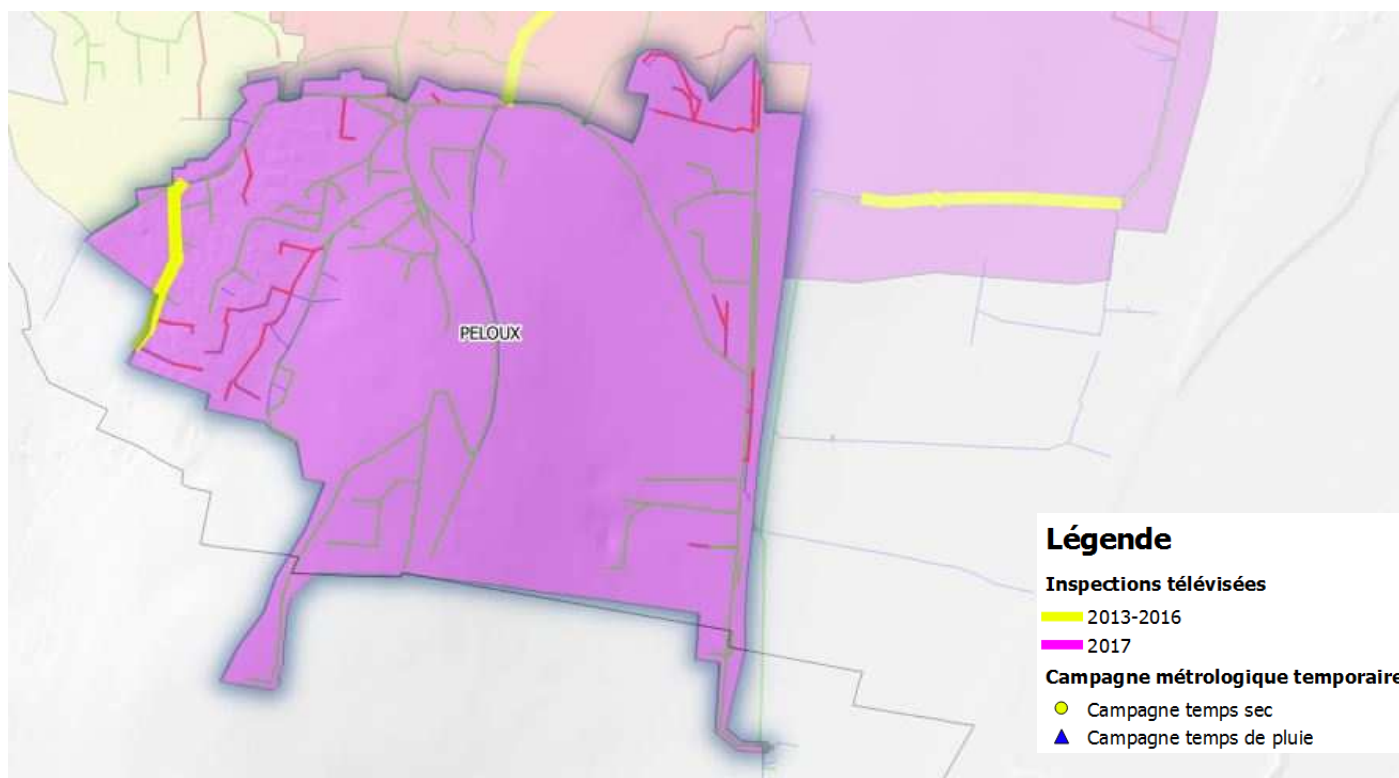 PELOUX
Légende
Inspections télévisées
2013-2016
2017
Campagne métrologique temporaire
Campagne temps sec
Campagne temps de pluie